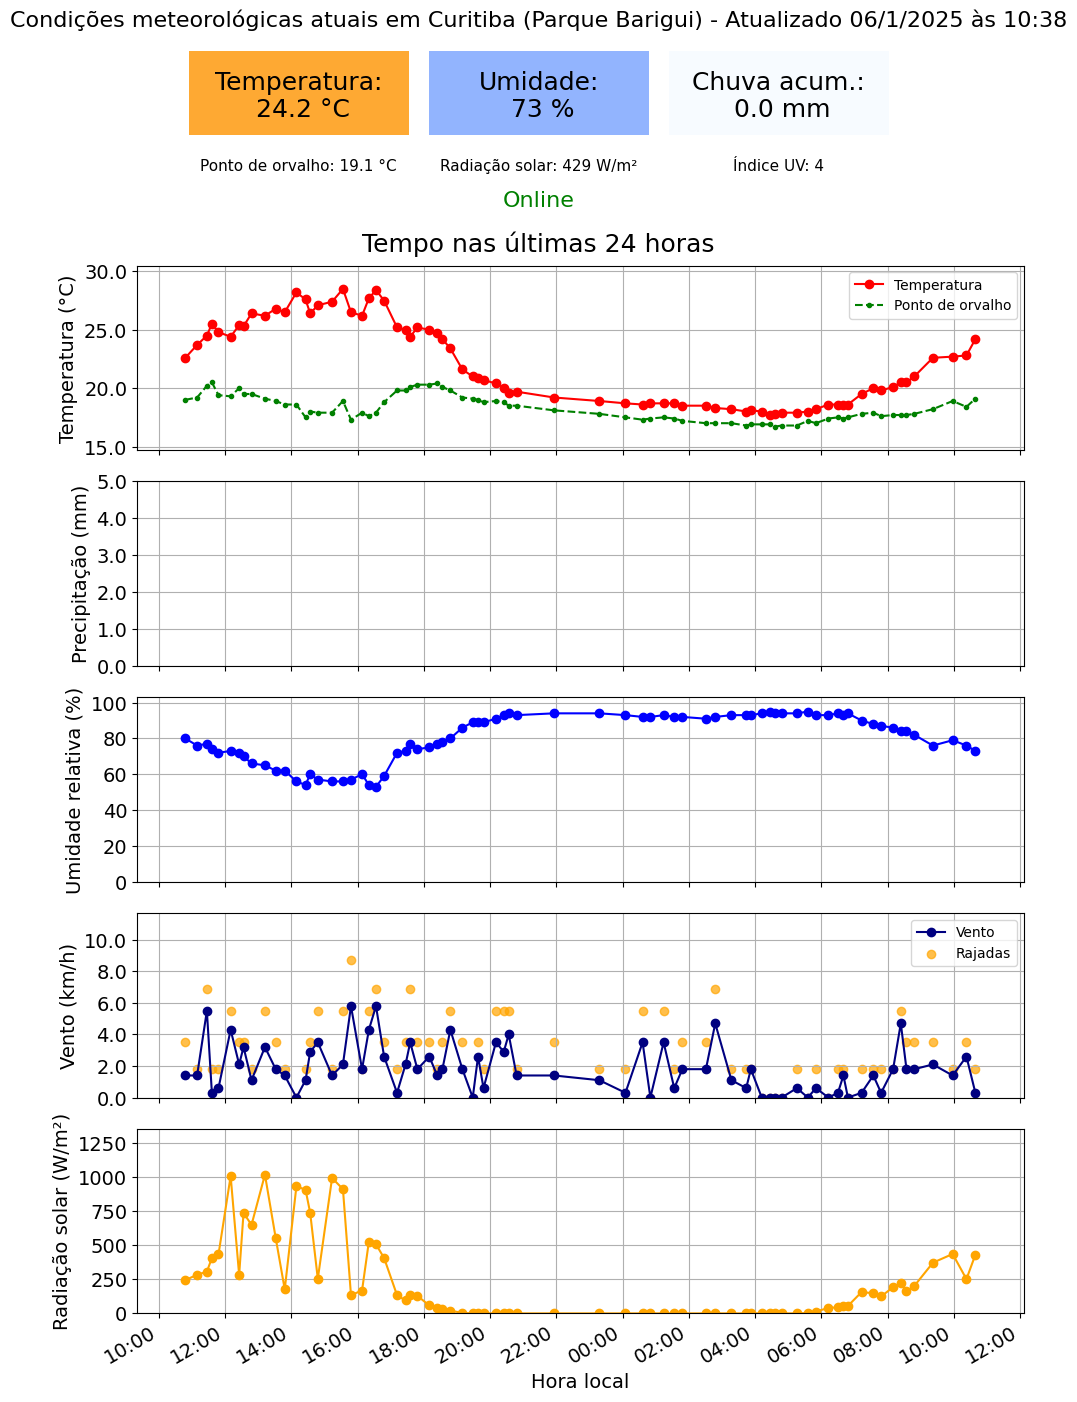 Condições meteorológicas atuais em Curitiba (Parque Barigui) - Atualizado 06/1/2025 às 10:38
Temperatura:
24.2 °C
Umidade:
73 %
Chuva acum.:
0.0 mm
Ponto de orvalho: 19.1 °C
Radiação solar: 429 W/m²
Índice UV: 4
Online
Tempo nas últimas 24 horas
Temperatura (°C)
30.0
25.0
20.0
15.0
Temperatura
Ponto de orvalho
Precipitação (mm)
5.0
4.0
3.0
2.0
1.0
0.0
Umidade relativa (%)
100
80
60
40
20
0
Vento (km/h)
10.0
8.0
6.0
4.0
2.0
0.0
Vento
Rajadas
Radiação solar (W/m²)
1250
1000
750
500
250
0
10:00 12:00 14:00 16:00 18:00 20:00 22:00 00:00 02:00 04:00 06:00 08:00 10:00 12:00
Hora local